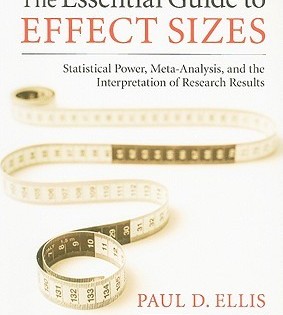 The Essential Guide to
EFFECT SIZES
Statistical Power, Meta-Analysis, and the
Interpretation of Research Results
PAUL D. ELLIS